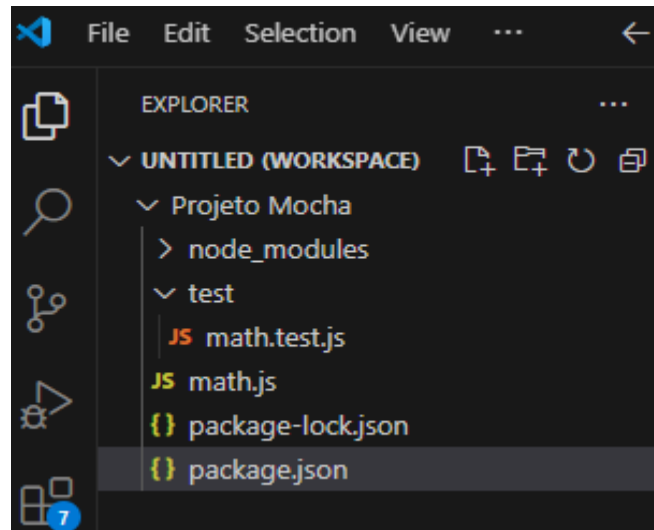 File Edit Selection View ...
EXPLORER ...
UNTITLED (WORKSPACE)
Projeto Mocha
node_modules
test
JS math.test.js
JS math.js
{} package-lock.json
{} package.json
7